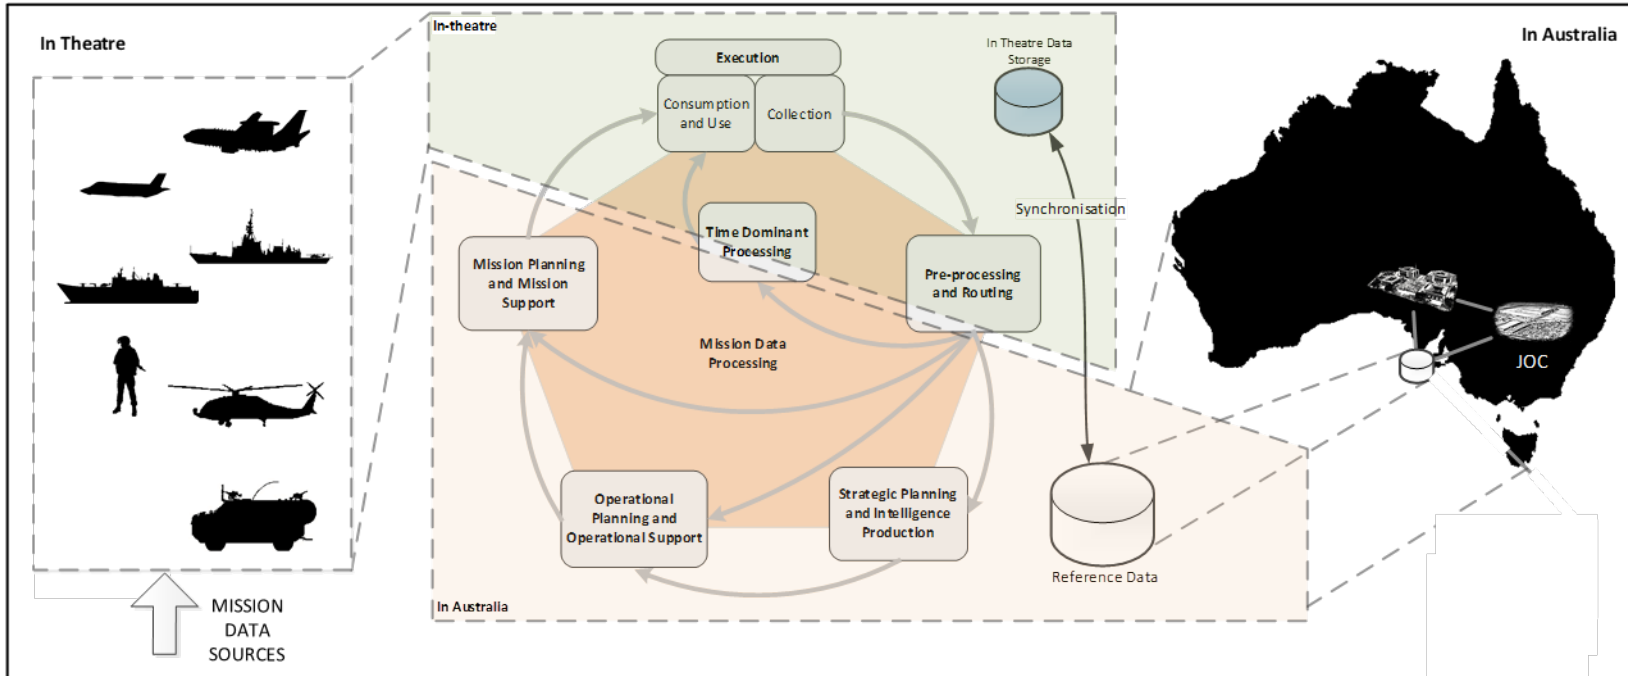 In Theatre
In-theatre
In Australia
Execution
Consumption
and Use
Collection
In Theatre Data
Storage
Synchronisation
Time Dominant
Processing
Mission Planning
and Mission
Support
Pre-processing
and Routing
Mission Data
Processing
JOC
Operational
Planning and
Operational Support
Strategic Planning
and Intelligence
Production
Reference Data
In Australia
MISSION
DATA
SOURCES